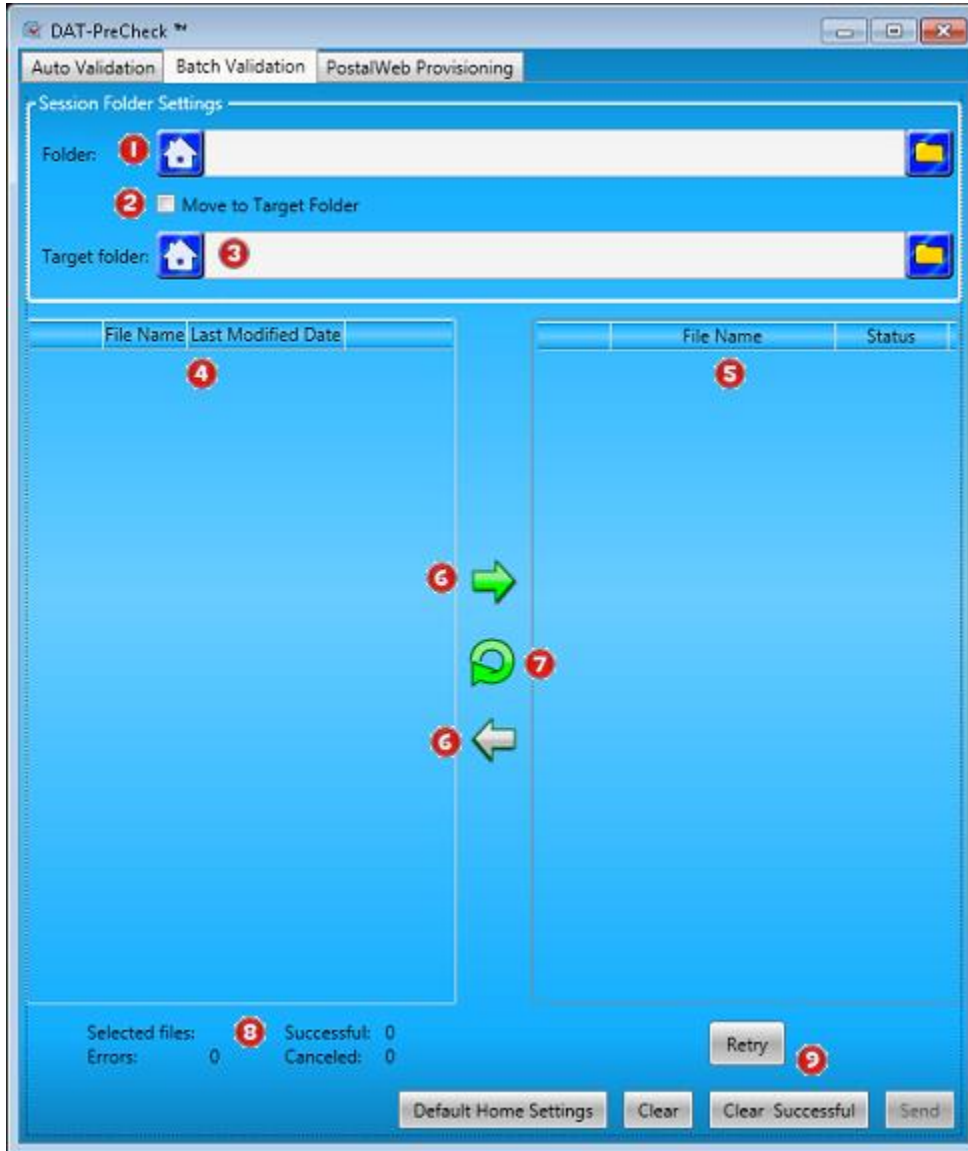 DAT-PreCheck ™
Auto Validation Batch Validation PostalWeb Provisioning
Session Folder Settings
Folder: 1
2 Move to Target Folder
Target folder: 3
File Name Last Modified Date
File Name Status
4
5
6
7
6
Selected files: 8 Successful: 0
Errors: 0 Canceled: 0
Retry 9
Default Home Settings Clear Clear Successful Send